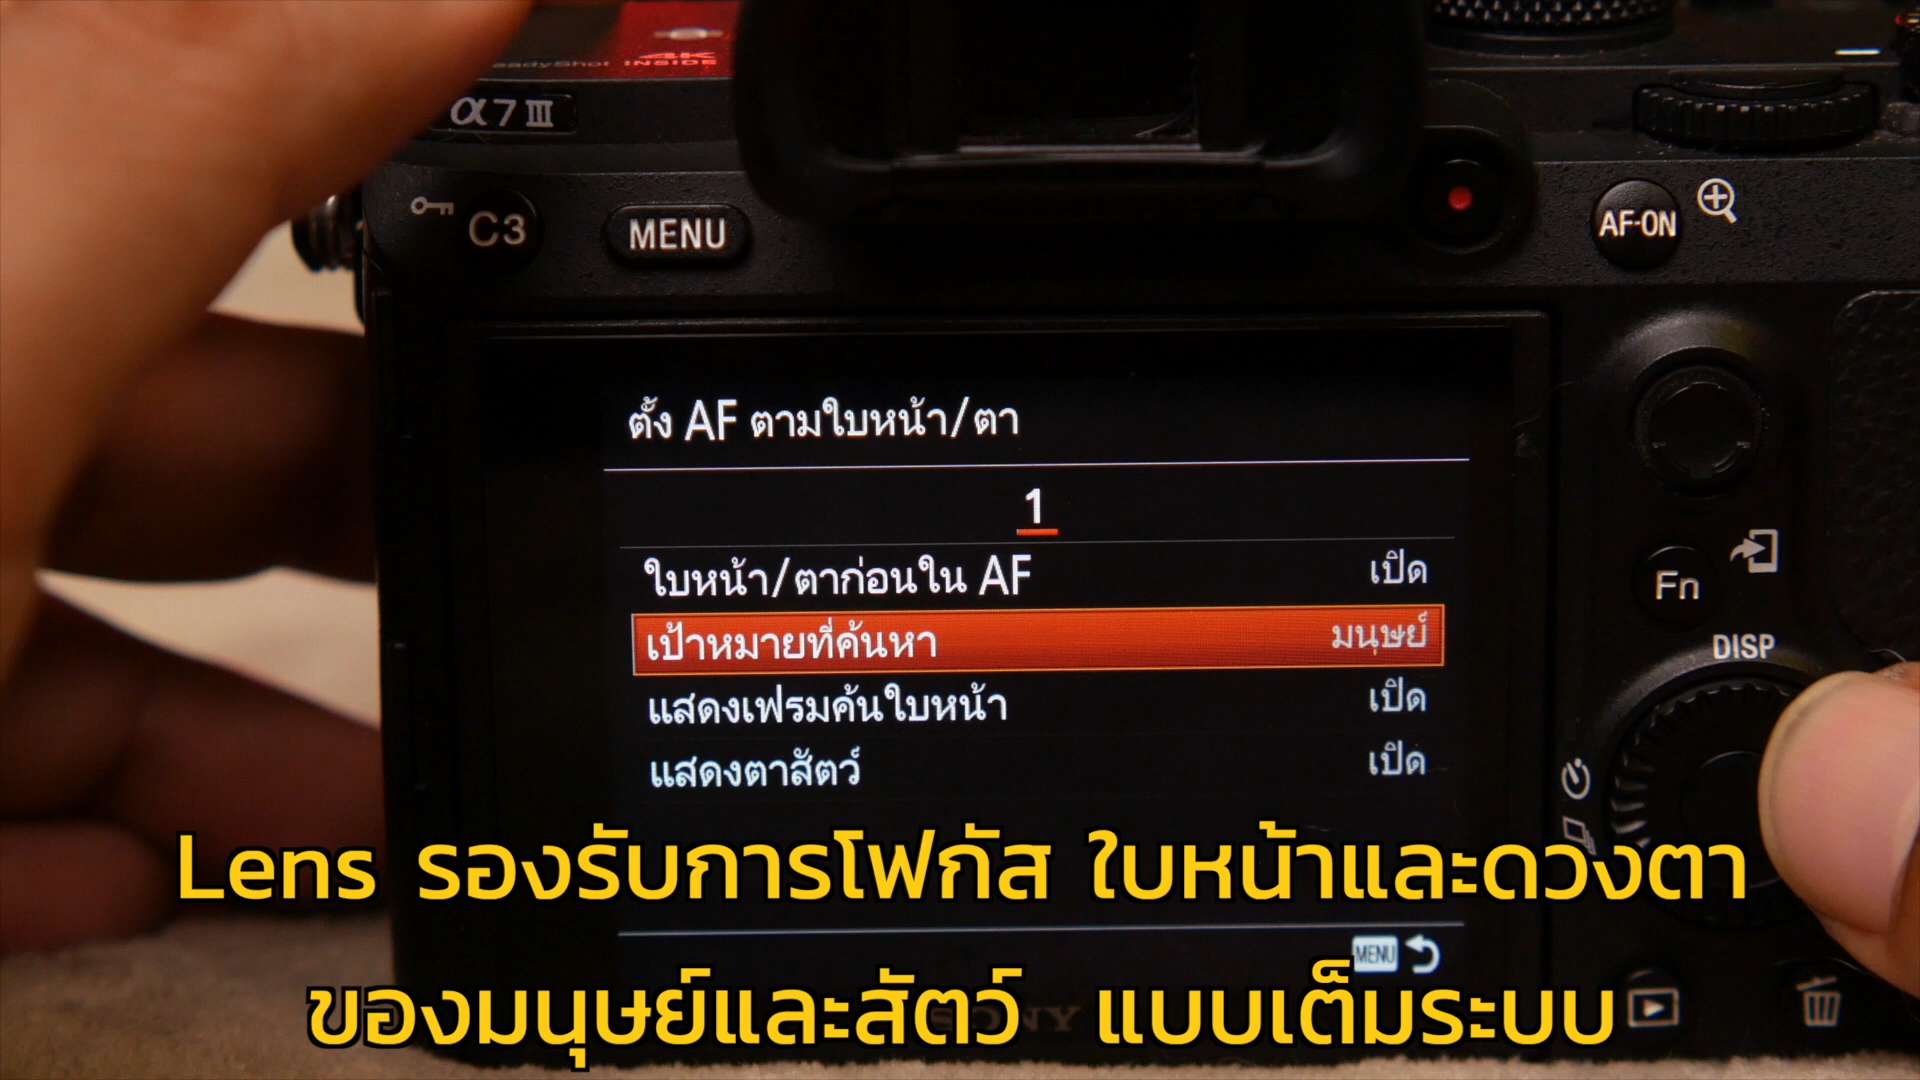 4K
eadyShot INSIDE
α7III
C3
MENU
AF-ON
ตั้ง AF ตามใบหน้า/ตา
1
ใบหน้า/ตาก่อนใน AF เปิด
เป้าหมายที่ค้นหา มนุษย์
แสดงเฟรมค้นใบหน้า เปิด
แสดงตาสัตว์ เปิด
Fn
DISP
Lens รองรับการโฟกัส ใบหน้าและดวงตา
MENU
ของมนุษย์และสัตว์ แบบเต็มระบบ
SONY